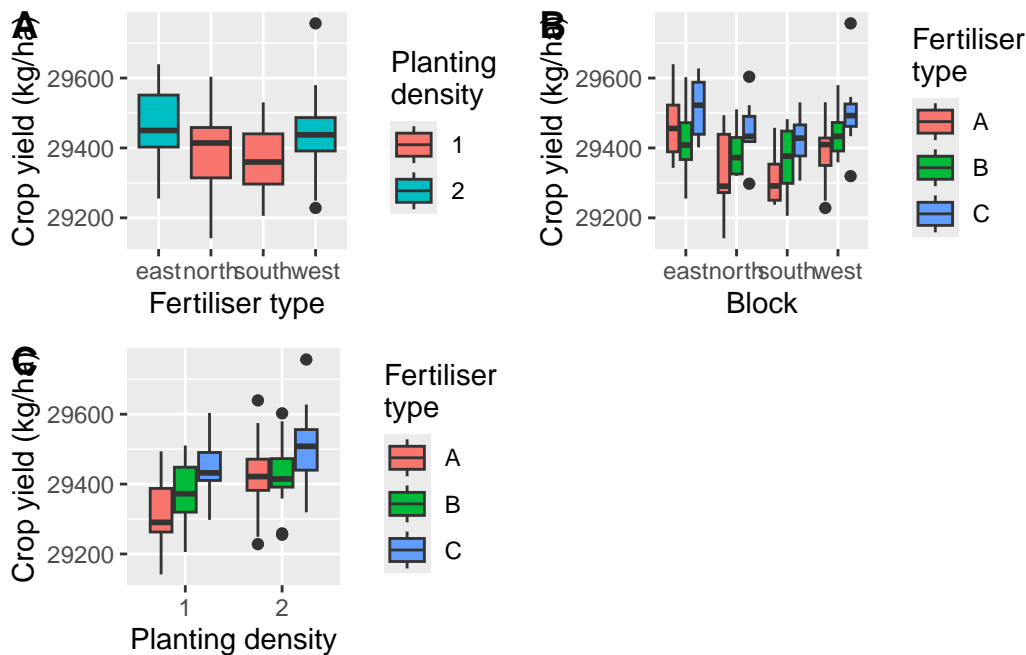 A
Crop yield (kg/ha)
29600
29400
29200
east north south west
Fertiliser type
Planting
density
1
2
B
Crop yield (kg/ha)
29600
29400
29200
east north south west
Block
Fertiliser
type
A
B
C
C
Crop yield (kg/ha)
29600
29400
29200
1 2
Planting density
Fertiliser
type
A
B
C